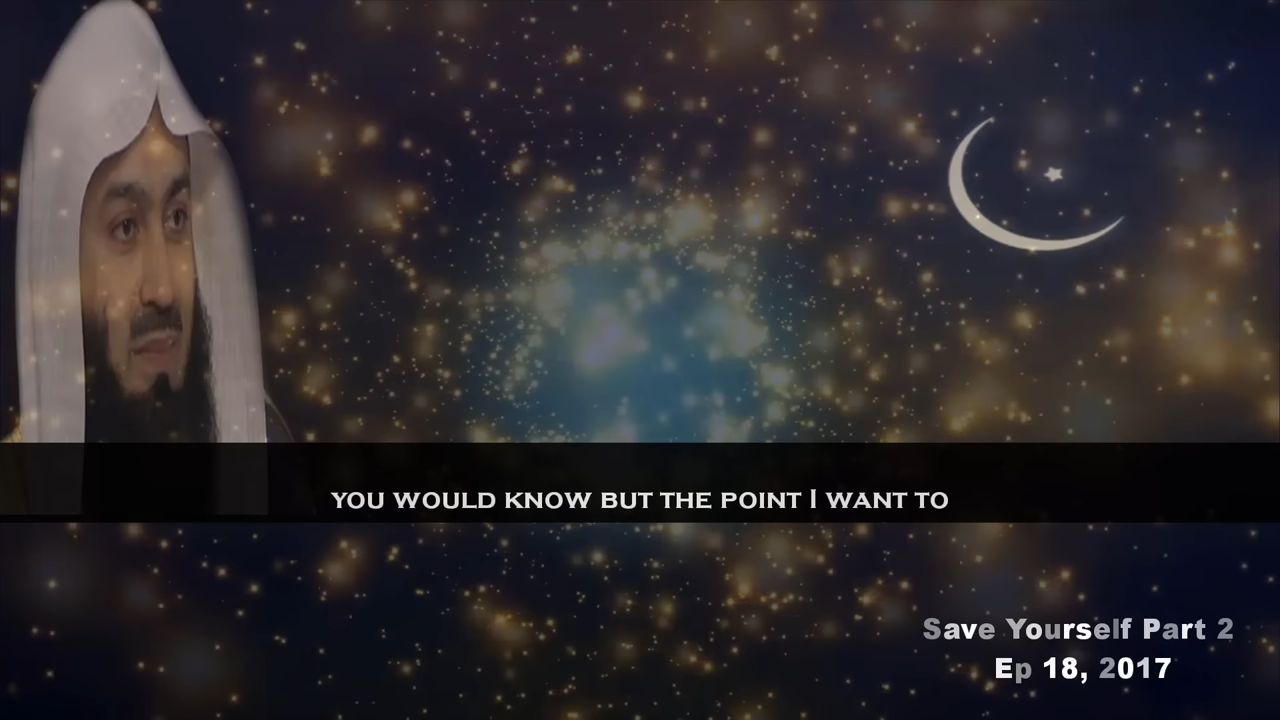 YOU WOULD KNOW BUT THE POINT I WANT TO
Save Yourself Part 2
Ep 18, 2017